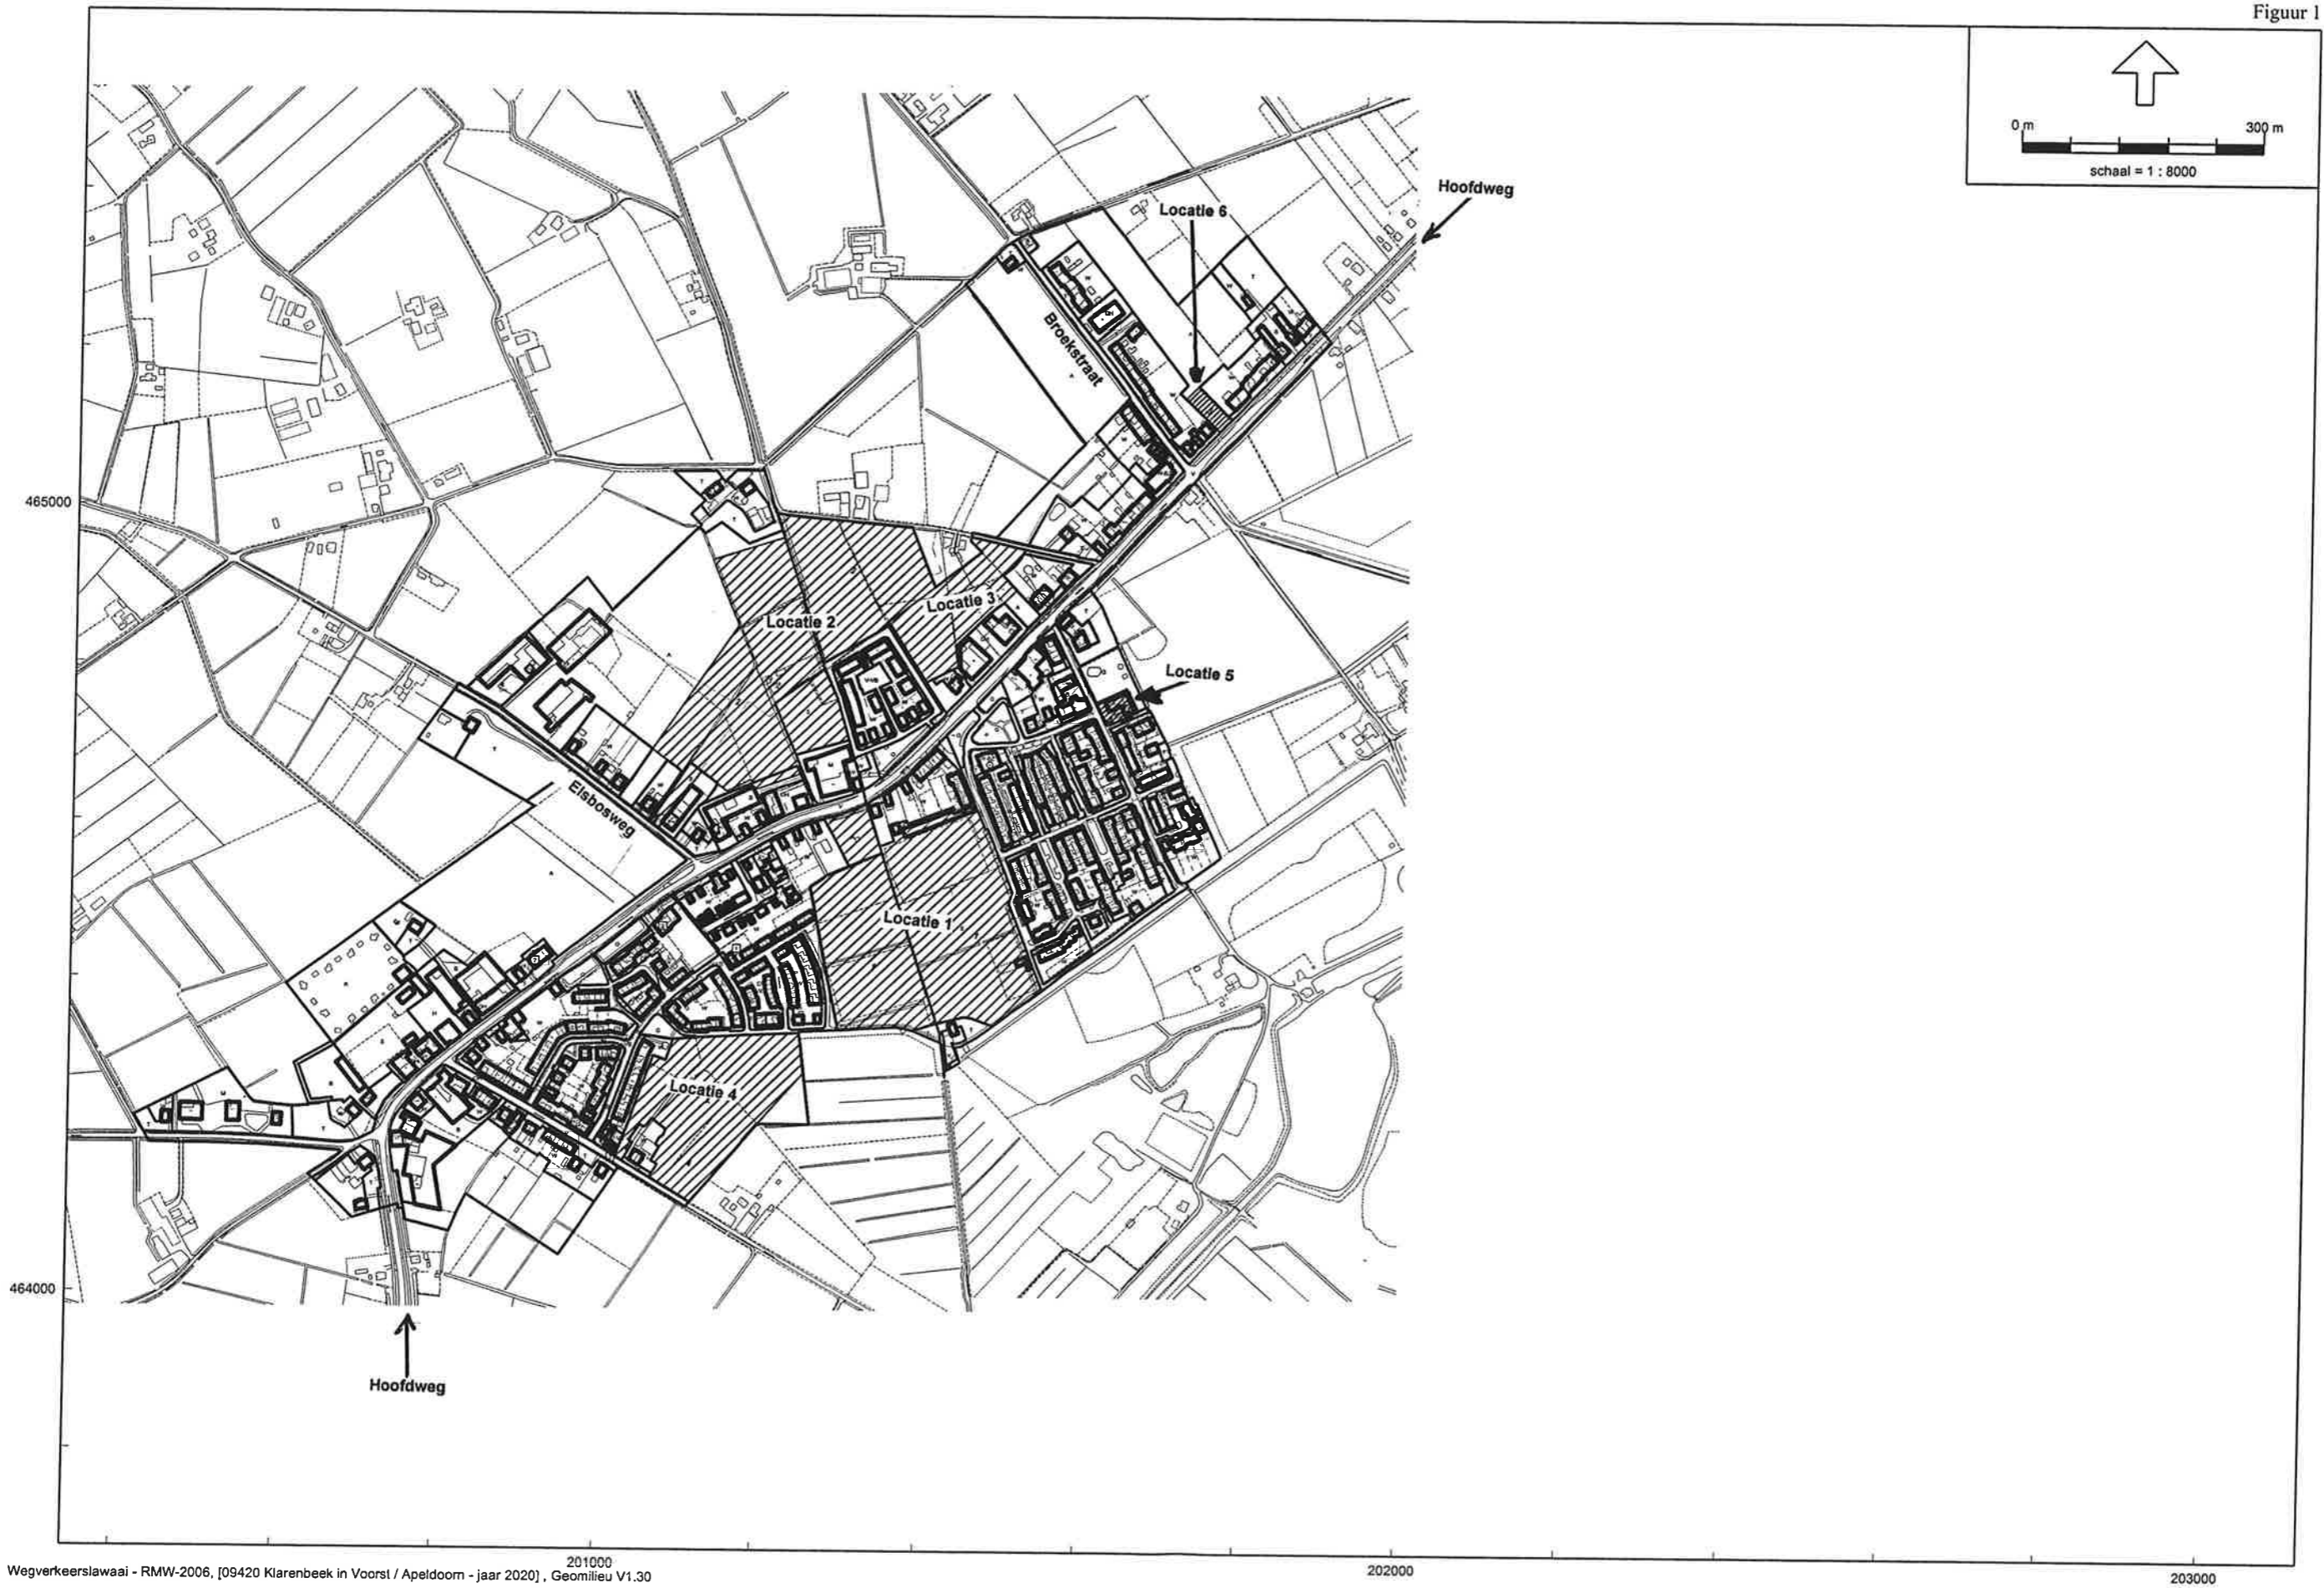 Figuur 1
0 m
300 m
schaal = 1 : 8000
Hoofdweg
Locatie 6
Broekstraat
465000
Locatie 3
Locatie 2
Locatie 5
Elsbosweg
Locatie 1
Locatie 4
464000
Hoofdweg
201000
202000
203000
Wegverkeerslawaai - RMW-2006, [09420 Klarenbeek in Voorst / Apeldoorn - jaar 2020] , Geomilieu V1.30